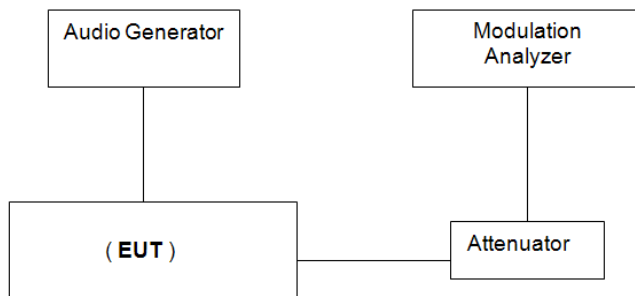 Audio Generator
Modulation
Analyzer
( EUT )
Attenuator